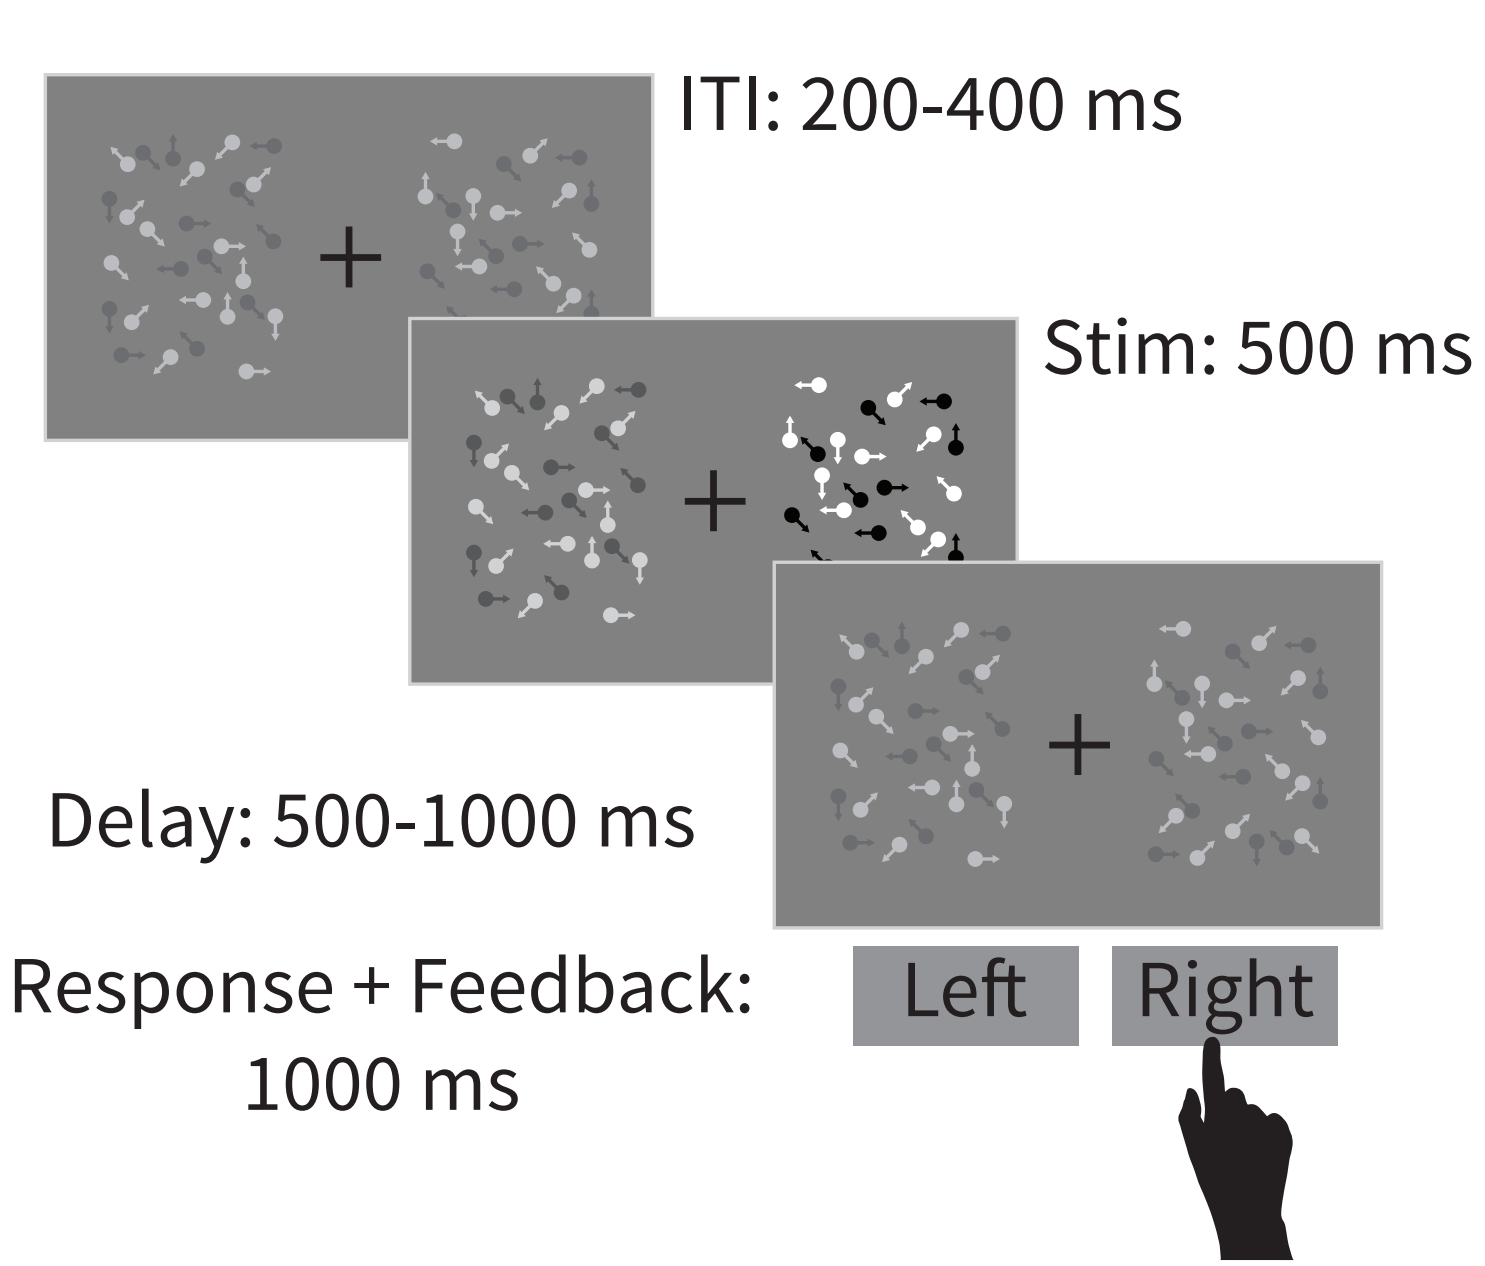 ITI: 200-400 ms
Stim: 500 ms
Delay: 500-1000 ms
Response + Feedback:
1000 ms
Left
Right